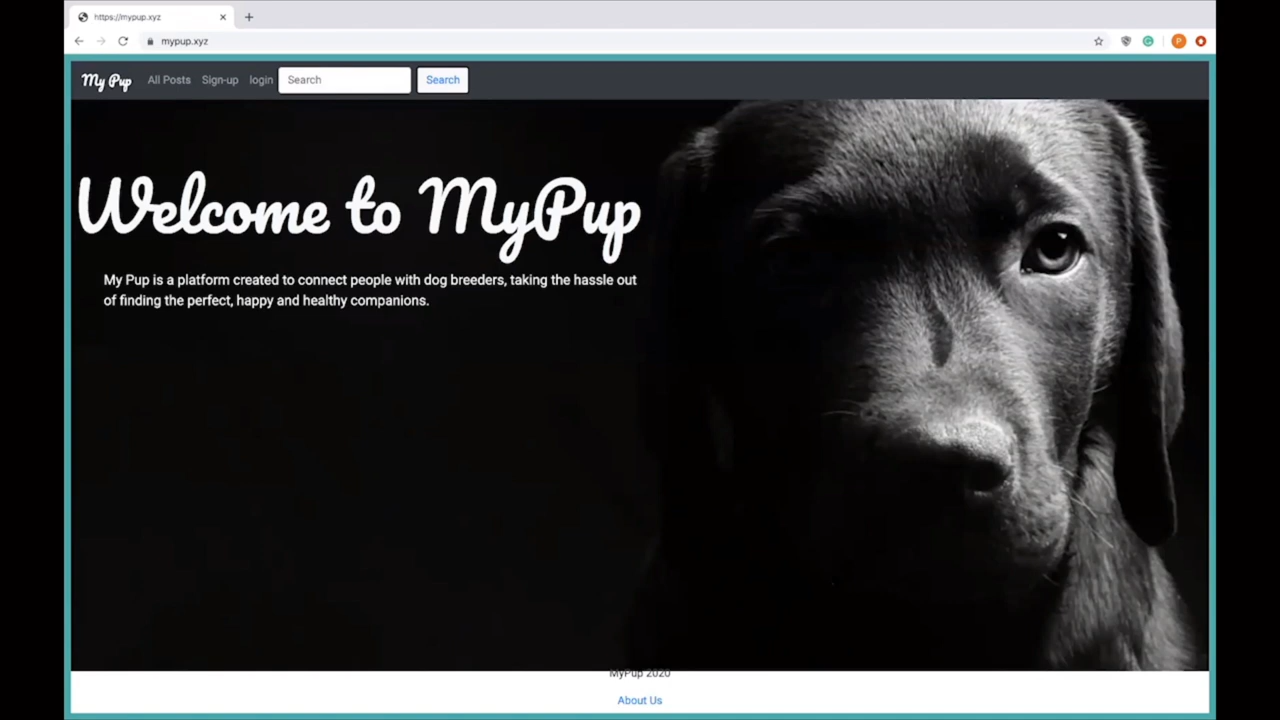 https://mypup.xyz
mypup.xyz
My Pup All Posts Sign-up login Search Search
Welcome to MyPup
My Pup is a platform created to connect people with dog breeders, taking the hassle out
of finding the perfect, happy and healthy companions.
MyPup 2020
About Us